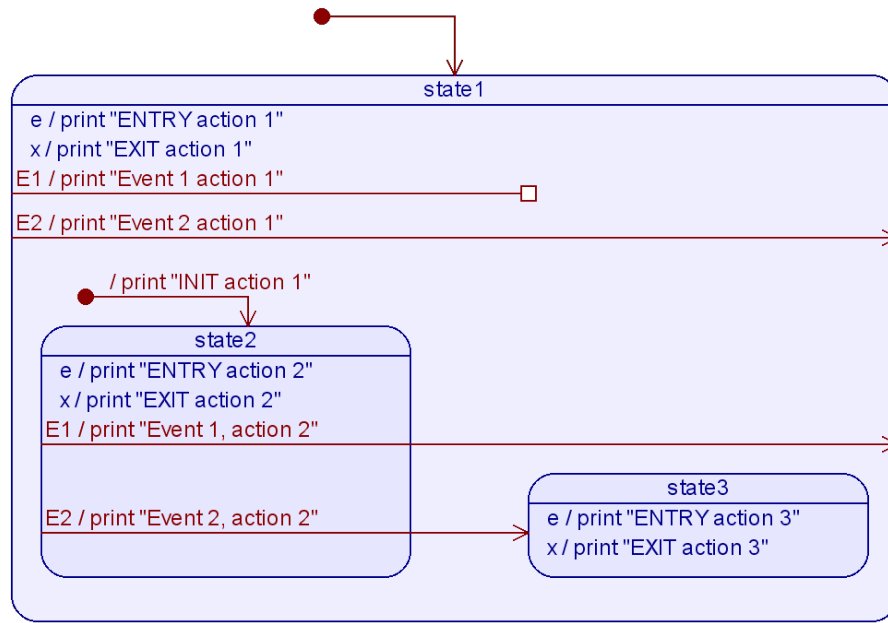 state1
e / print "ENTRY action 1"
x / print "EXIT action 1"
E1 / print "Event 1 action 1"
E2 / print "Event 2 action 1"
/ print "INIT action 1"
state2
e / print "ENTRY action 2"
x / print "EXIT action 2"
E1 / print "Event 1, action 2"
E2 / print "Event 2, action 2"
state3
e / print "ENTRY action 3"
x / print "EXIT action 3"